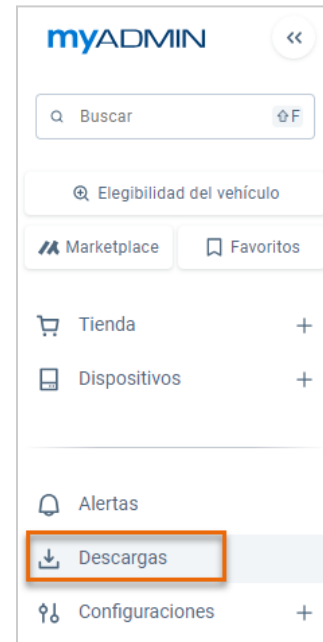 myADMIN
Buscar ⇧F
Elegibilidad del vehículo
Marketplace Favoritos
Tienda
Dispositivos
Alertas
Descargas
Configuraciones